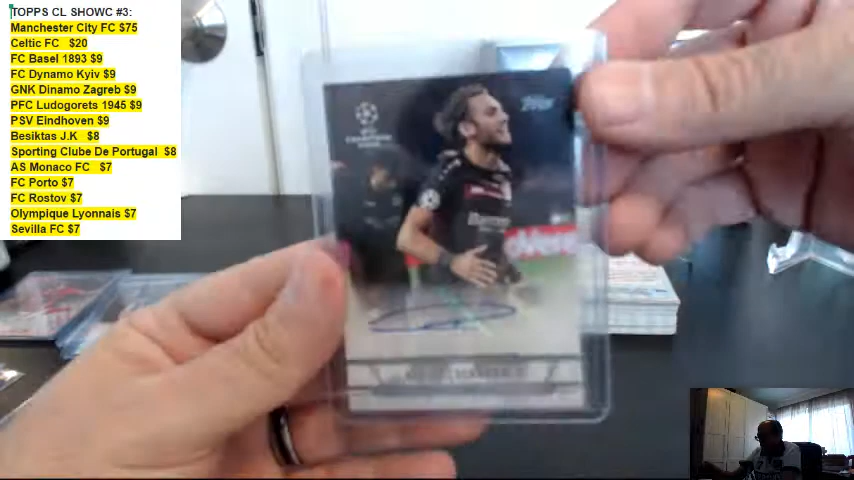 TOPPS CL SHOWC #3:
Manchester City FC $75
Celtic FC $20
FC Basel 1893 $9
FC Dynamo Kyiv $9
GNK Dinamo Zagreb $9
PFC Ludogorets 1945 $9
PSV Eindhoven $9
Besiktas J.K $8
Sporting Clube De Portugal $8
AS Monaco FC $7
FC Porto $7
FC Rostov $7
Olympique Lyonnais $7
Sevilla FC $7
Topps